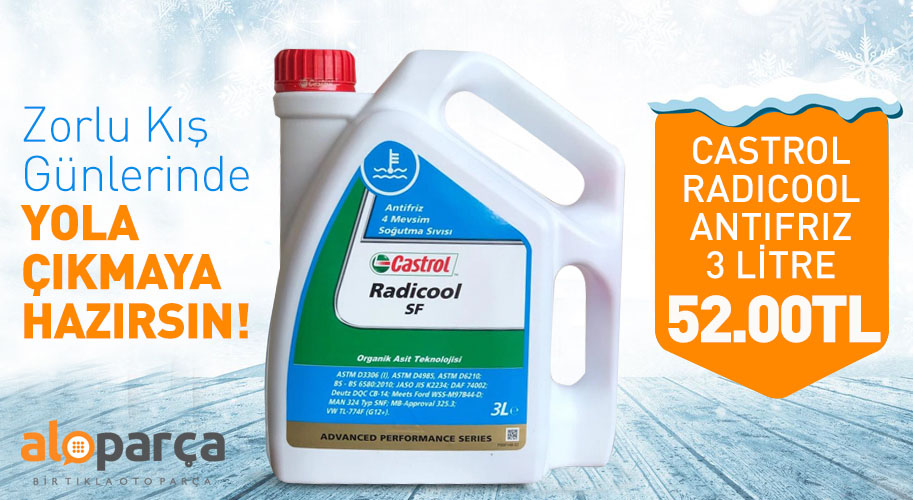 Zorlu Kış
Günlerinde
YOLA
ÇIKMAYA
HAZIRSIN!
aloparça
BİR TIKLA OTO PARÇA
Castrol
Antifriz
4 Mevsim
Soğutma Sıvısı
Castrol
Radicool
SF
Organik Asit Teknolojisi
ASTM D3306 (I), ASTM D4985, ASTM D6210;
BS - BS 6580:2010; JASO JIS K2234; DAF 74002;
Deutz DQC CB-14; Meets Ford WSS-M97B44-D;
MAN 324 Typ SNF; MB-Approval 325.3;
VW TL-774F (G12+).
3L e
ADVANCED PERFORMANCE SERIES
CASTROL
RADICOOL
ANTIFRIZ
3 LİTRE
52.00TL